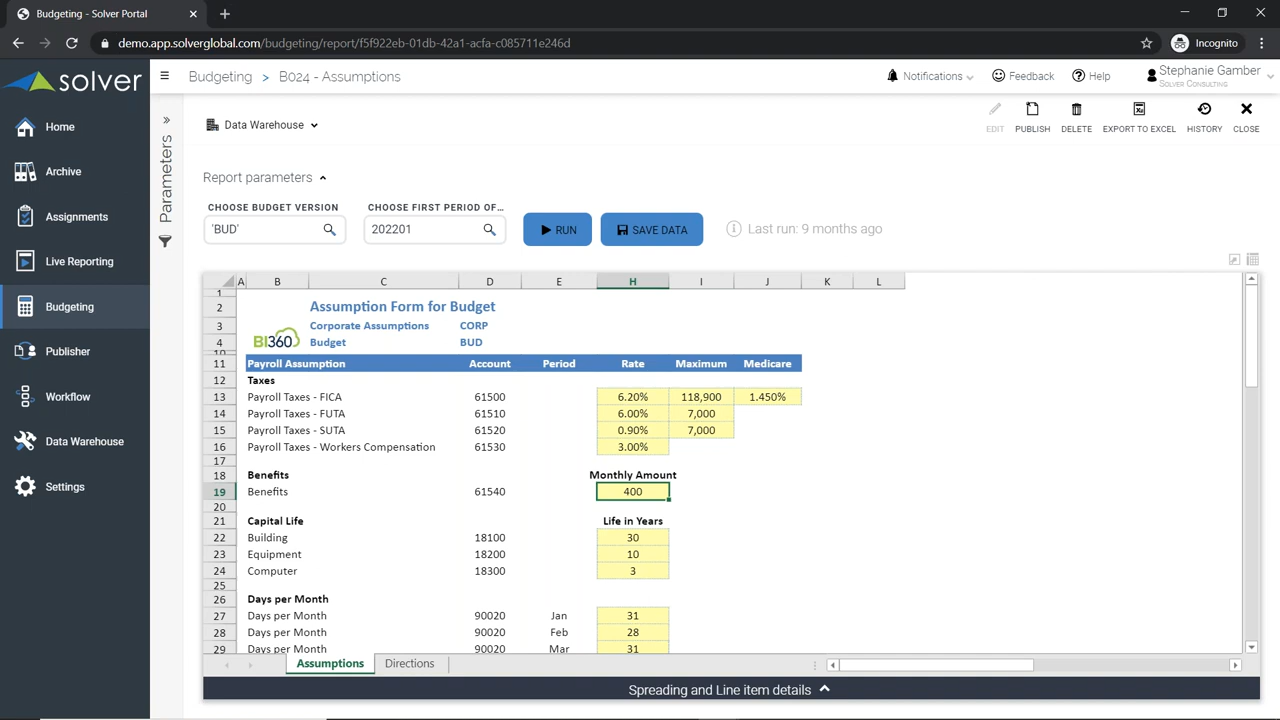 Budgeting - Solver Portal
demo.app.solverglobal.com/budgeting/report/f5f922eb-01db-42a1-acfa-c085711e246d
Incognito
solver
Budgeting > B024 - Assumptions
Notifications
Feedback
Help
Stephanie Gamber
SOLVER CONSULTING
Home
Archive
Assignments
Live Reporting
Budgeting
Publisher
Workflow
Data Warehouse
Settings
Parameters
Data Warehouse
EDIT PUBLISH DELETE EXPORT TO EXCEL HISTORY CLOSE
Report parameters
CHOOSE BUDGET VERSION CHOOSE FIRST PERIOD OF...
'BUD' 202201 RUN SAVE DATA Last run: 9 months ago
A B C D E H I J K L
1
2 Assumption Form for Budget
3 Corporate Assumptions CORP
BI360
4 Budget BUD
10
11 Payroll Assumption Account Period Rate Maximum Medicare
12 Taxes
13 Payroll Taxes - FICA 61500 6.20% 118,900 1.450%
14 Payroll Taxes - FUTA 61510 6.00% 7,000
15 Payroll Taxes - SUTA 61520 0.90% 7,000
16 Payroll Taxes - Workers Compensation 61530 3.00%
17
18 Benefits Monthly Amount
19 Benefits 61540 400
20
21 Capital Life Life in Years
22 Building 18100 30
23 Equipment 18200 10
24 Computer 18300 3
25
26 Days per Month
27 Days per Month 90020 Jan 31
28 Days per Month 90020 Feb 28
29 Days per Month 90020 Mar 31
Assumptions Directions
Spreading and Line item details